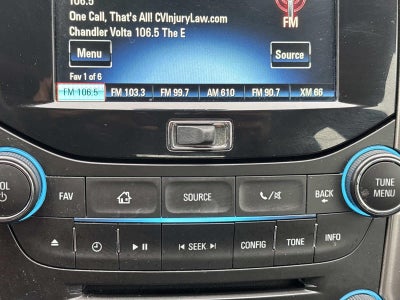 106.5
One Call, That's All! CVInjuryLaw.com
Chandler Volta 106.5 The E
FM
Menu
Source
Fav 1 of 6
FM 106.5 FM 103.3 FM 99.7 AM 610 FM 90.7 XM 66
VOL
FAV
SOURCE
BACK
TUNE
MENU
SEEK
CONFIG
TONE
INFO